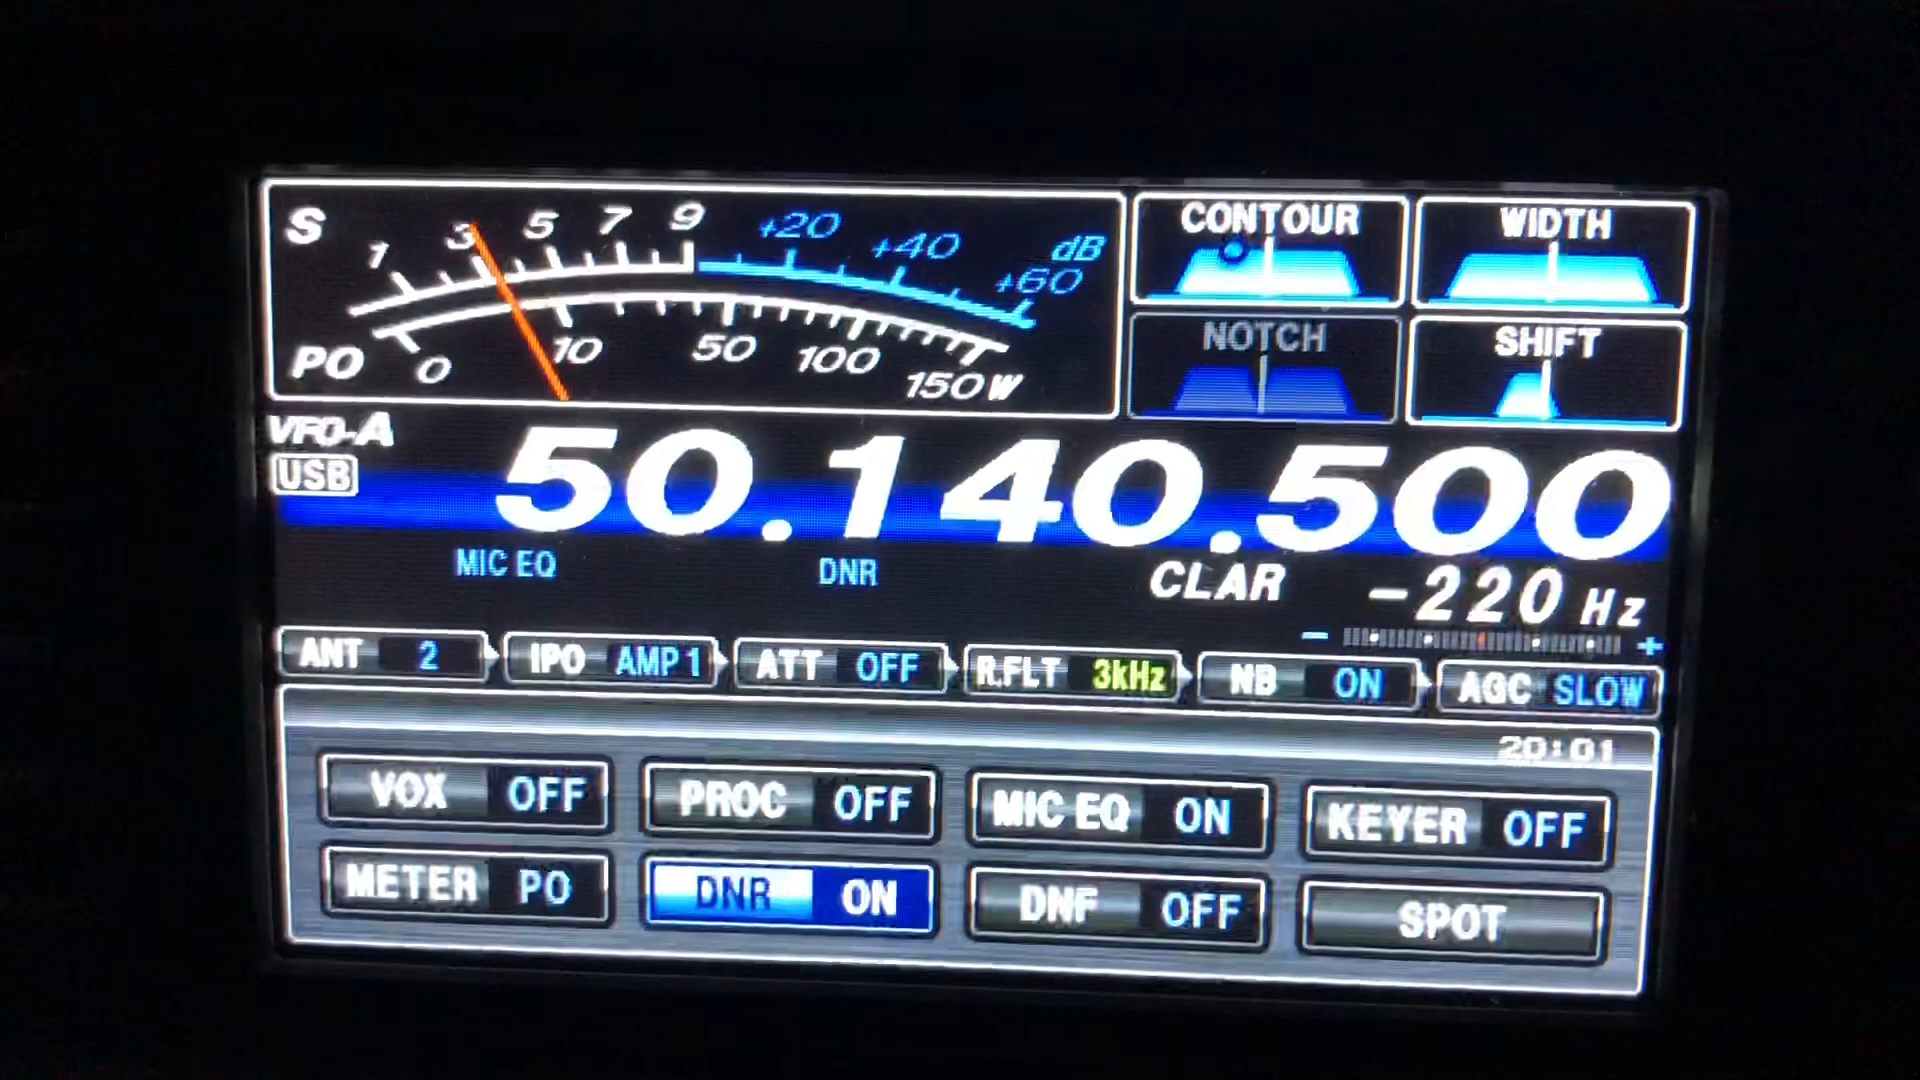 S 1 3 5 7 9 +20 +40 +60 dB
PO 0 10 50 100 150 W
CONTOUR WIDTH
NOTCH SHIFT
VFO-A
USB 50.140.500
MIC EQ DNR CLAR -220 Hz
- +
ANT 2 IPO AMP 1 ATT OFF R.FLT 3kHz NB ON AGC SLOW
20:01
VOX OFF PROC OFF MIC EQ ON KEYER OFF
METER PO DNR ON DNF OFF SPOT